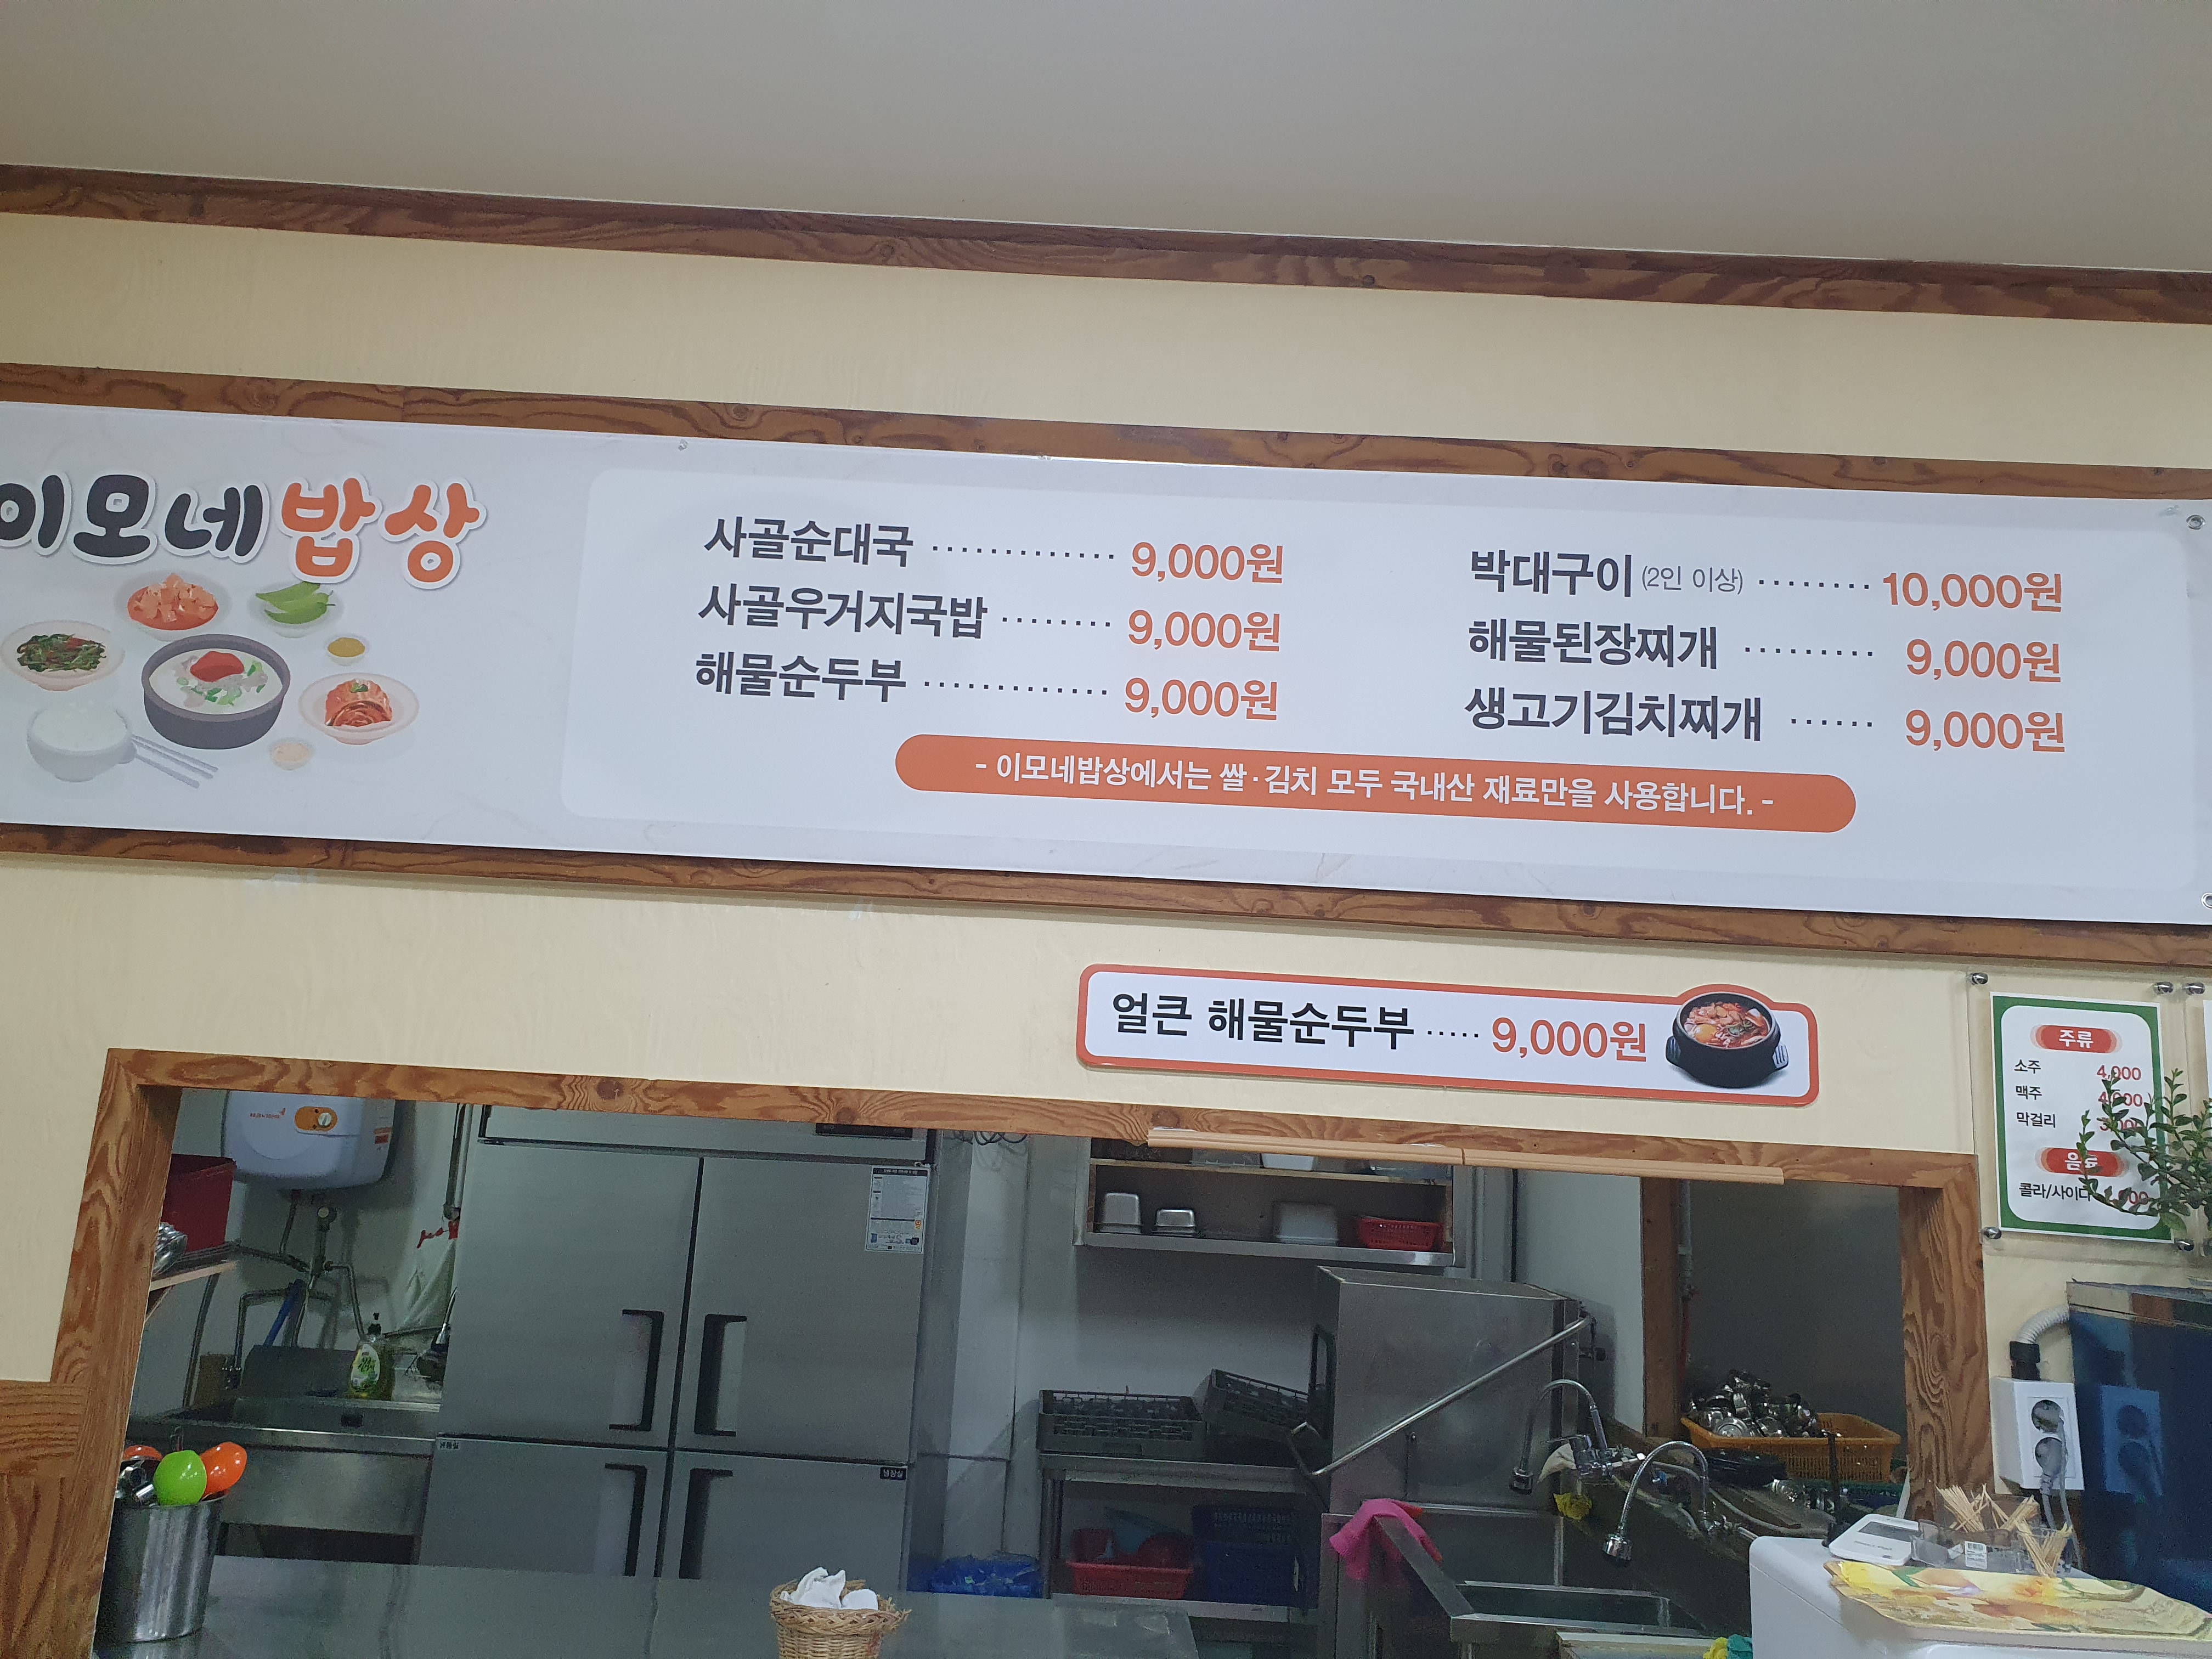 이모네밥상
사골순대국 ············· 9,000원
사골우거지국밥 ········ 9,000원
해물순두부 ············· 9,000원
박대구이 (2인 이상) ········ 10,000원
해물된장찌개 ········· 9,000원
생고기김치찌개 ······ 9,000원
- 이모네밥상에서는 쌀·김치 모두 국내산 재료만을 사용합니다. -
얼큰 해물순두부 ····· 9,000원
주류
소주 4,000
맥주 4,000
막걸리
콜라/사이다
냉장실